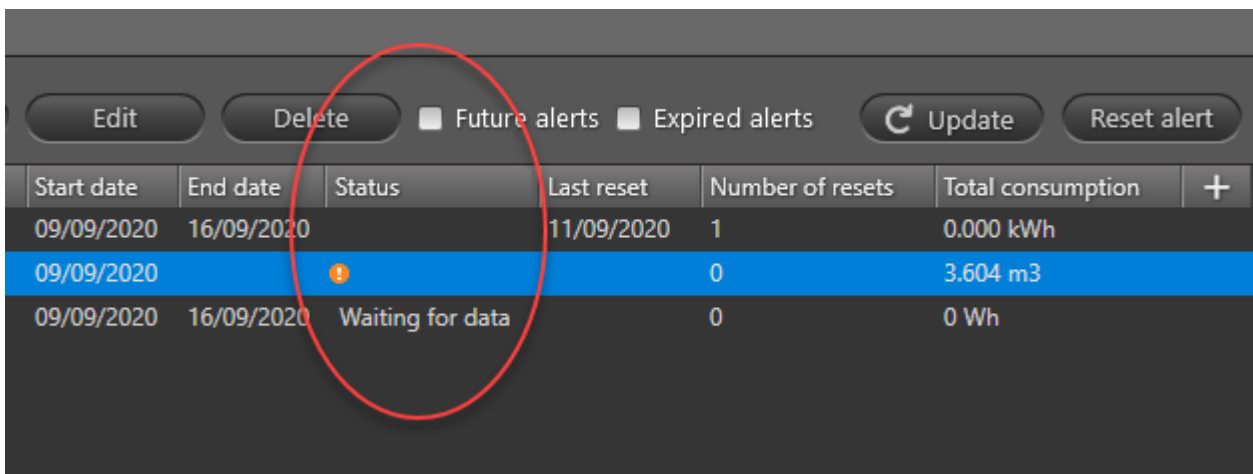 Edit Delete Future alerts Expired alerts Update Reset alert
Start date End date Status Last reset Number of resets Total consumption +
09/09/2020 16/09/2020 11/09/2020 1 0.000 kWh
09/09/2020 0 3.604 m3
09/09/2020 16/09/2020 Waiting for data 0 0 Wh